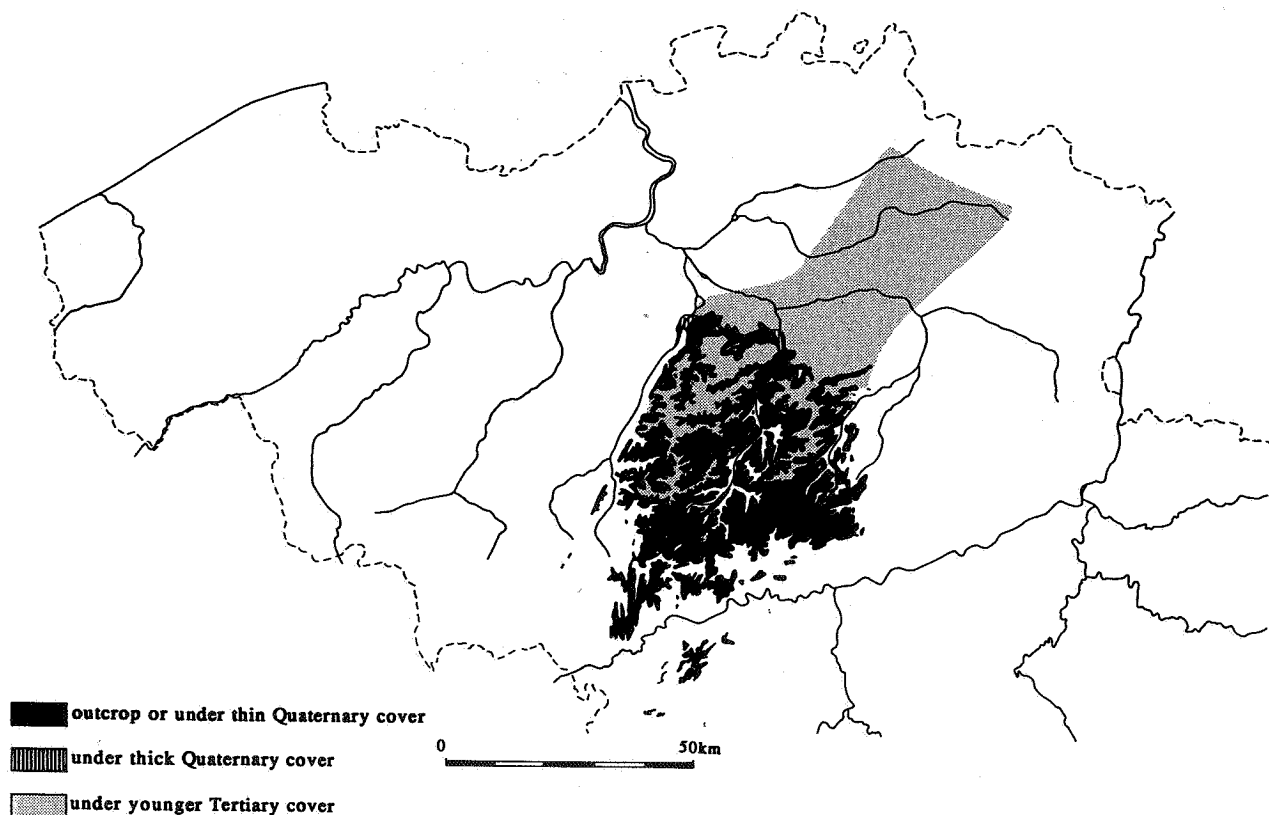 outcrop or under thin Quaternary cover
under thick Quaternary cover
under younger Tertiary cover
0 50km